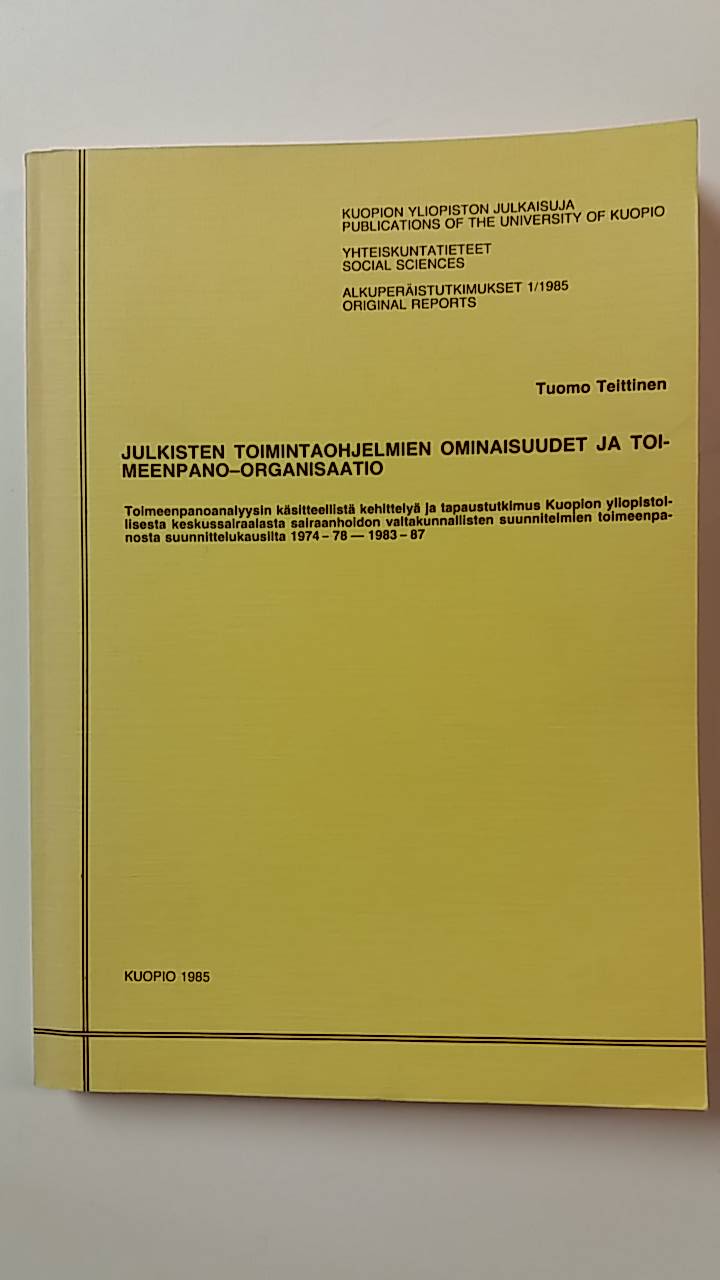 KUOPION YLIOPISTON JULKAISUJA
PUBLICATIONS OF THE UNIVERSITY OF KUOPIO
YHTEISKUNTATIETEET
SOCIAL SCIENCES
ALKUPERÄISTUTKIMUKSET 1/1985
ORIGINAL REPORTS
Tuomo Teittinen
JULKISTEN TOIMINTAOHJELMIEN OMINAISUUDET JA TOI-
MEENPANO–ORGANISAATIO
Toimeenpanoanalyysin käsitteellistä kehittelyä ja tapaustutkimus Kuopion yliopistol-
lisesta keskussairaalasta sairaanhoidon valtakunnallisten suunnitelmien toimeenpa-
nosta suunnittelukausilta 1974 – 78 — 1983 – 87
KUOPIO 1985